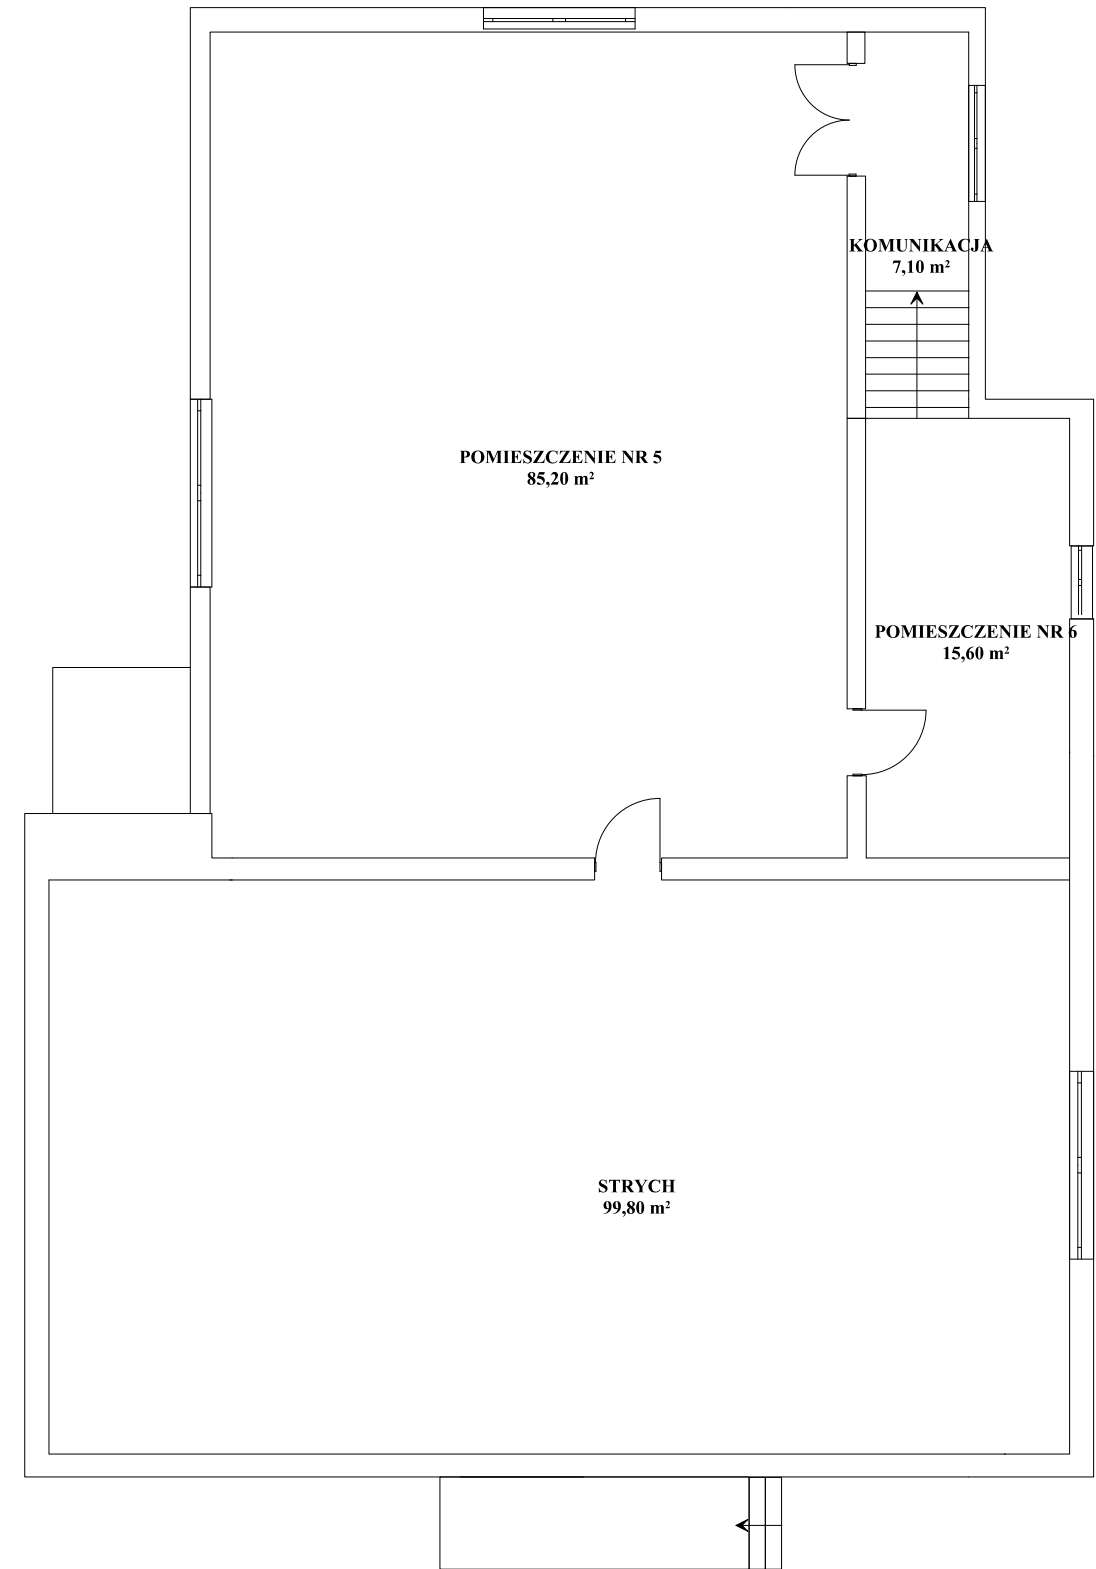 KOMUNIKACJA
7,10 m²
POMIESZCZENIE NR 5
85,20 m²
POMIESZCZENIE NR 6
15,60 m²
STRYCH
99,80 m²